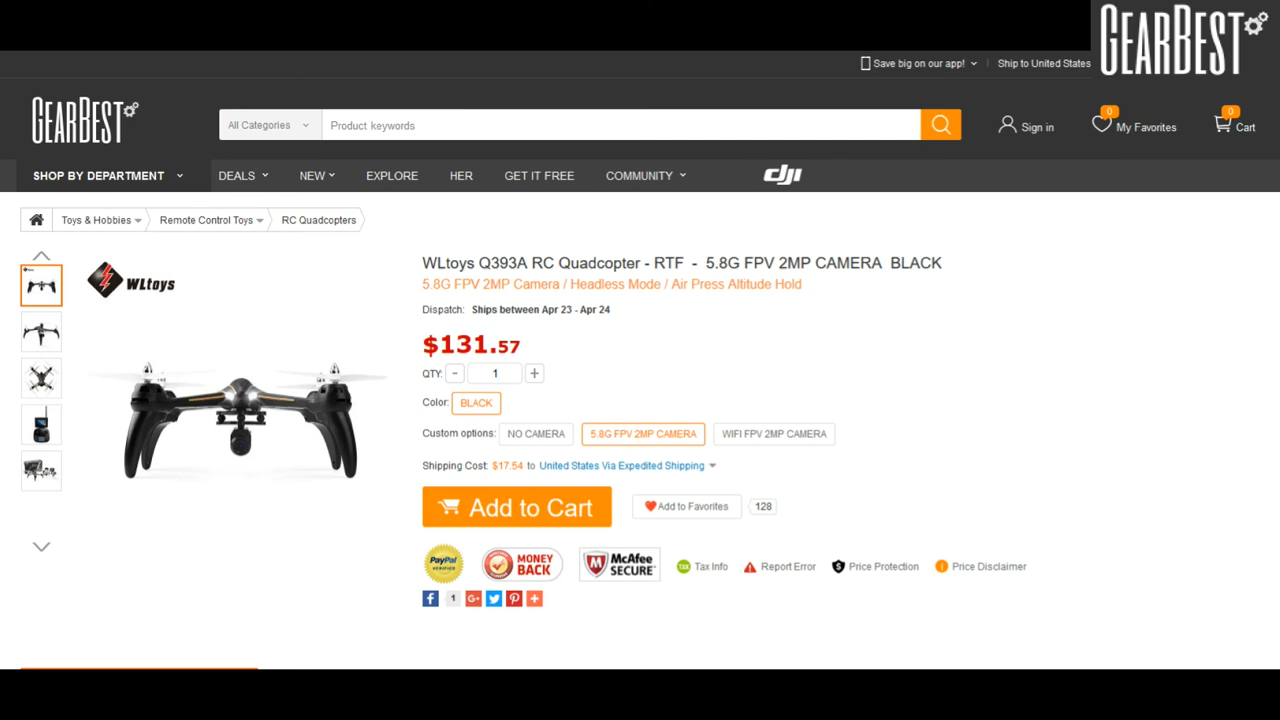 GEARBEST
Save big on our app!
Ship to United States
GEARBEST
All Categories
Product keywords
Sign in
0
My Favorites
0
Cart
SHOP BY DEPARTMENT
DEALS
NEW
EXPLORE
HER
GET IT FREE
COMMUNITY
dji
Toys & Hobbies
Remote Control Toys
RC Quadcopters
WLtoys
WLtoys Q393A RC Quadcopter - RTF - 5.8G FPV 2MP CAMERA BLACK
5.8G FPV 2MP Camera / Headless Mode / Air Press Altitude Hold
Dispatch: Ships between Apr 23 - Apr 24
$131.57
QTY: - 1 +
Color: BLACK
Custom options: NO CAMERA 5.8G FPV 2MP CAMERA WIFI FPV 2MP CAMERA
Shipping Cost: $17.54 to United States Via Expedited Shipping
Add to Cart
Add to Favorites
128
PayPal
VERIFIED
MONEY
BACK
McAfee
SECURE
TAX
Tax Info
Report Error
Price Protection
Price Disclaimer
f 1 G+ +